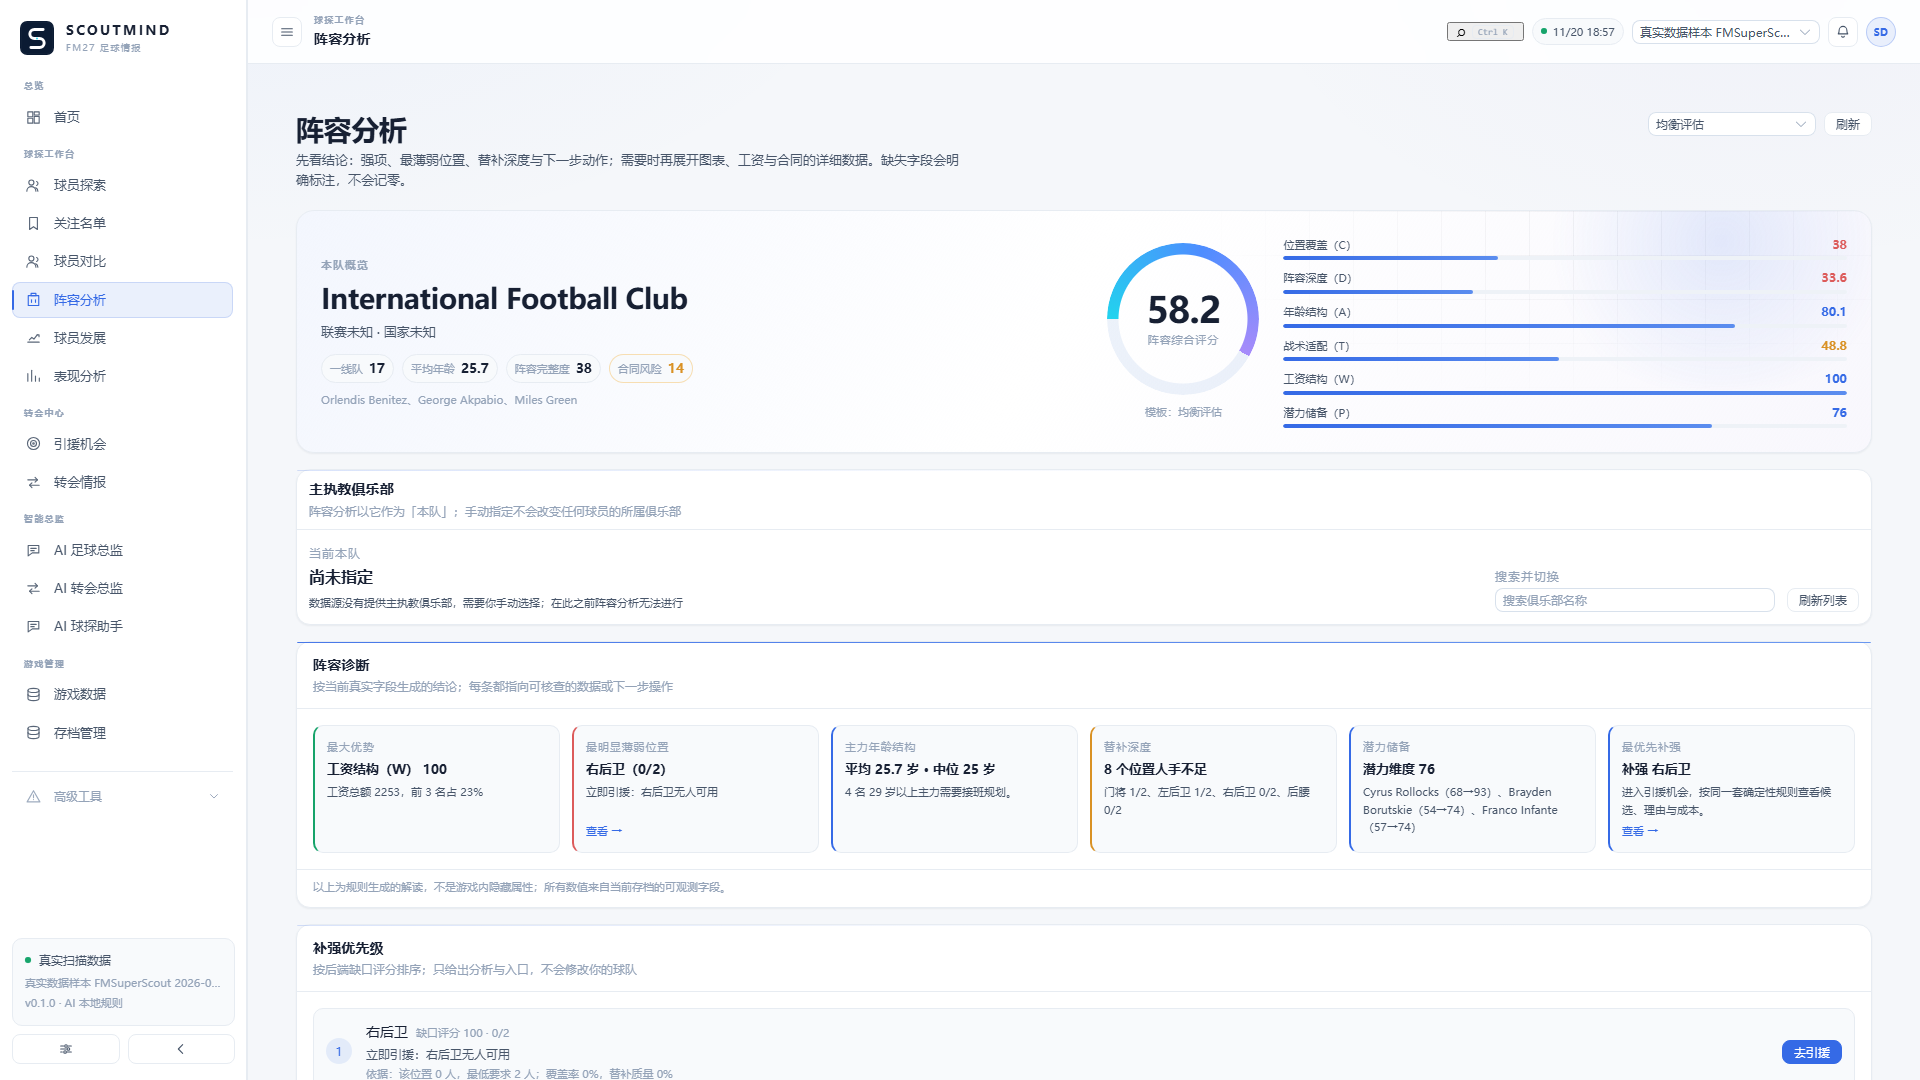 SCOUTMIND
FM27 足球情报
总览
首页
球探工作台
球员探索
关注名单
球员对比
阵容分析
球员发展
表现分析
转会中心
引援机会
转会情报
智能总监
AI 足球总监
AI 转会总监
AI 球探助手
游戏管理
游戏数据
存档管理
高级工具
真实扫描数据
真实数据样本 FMSuperScout 2026-0...
v0.1.0 · AI 本地规则
球探工作台
阵容分析
Ctrl K
11/20 18:57
真实数据样本 FMSuperSc...
SD
阵容分析
先看结论：强项、最薄弱位置、替补深度与下一步动作；需要时再展开图表、工资与合同的详细数据。缺失字段会明
确标注，不会记零。
均衡评估
刷新
本队概览
International Football Club
联赛未知 · 国家未知
一线队 17
平均年龄 25.7
阵容完整度 38
合同风险 14
Orlendis Benitez、George Akpabio、Miles Green
58.2
阵容综合评分
模板：均衡评估
位置覆盖（C） 38
阵容深度（D） 33.6
年龄结构（A） 80.1
战术适配（T） 48.8
工资结构（W） 100
潜力储备（P） 76
主执教俱乐部
阵容分析以它作为「本队」；手动指定不会改变任何球员的所属俱乐部
当前本队
尚未指定
数据源没有提供主执教俱乐部，需要你手动选择；在此之前阵容分析无法进行
搜索并切换
搜索俱乐部名称
刷新列表
阵容诊断
按当前真实字段生成的结论；每条都指向可核查的数据或下一步操作
最大优势
工资结构（W） 100
工资总额 2253，前 3 名占 23%
最明显薄弱位置
右后卫（0/2）
立即引援：右后卫无人可用
查看 →
主力年龄结构
平均 25.7 岁 • 中位 25 岁
4 名 29 岁以上主力需要接班规划。
替补深度
8 个位置人手不足
门将 1/2、左后卫 1/2、右后卫 0/2、后腰
0/2
潜力储备
潜力维度 76
Cyrus Rollocks（68→93）、Brayden
Borutskie（54→74）、Franco Infante
（57→74）
最优先补强
补强 右后卫
进入引援机会，按同一套确定性规则查看候
选、理由与成本。
查看 →
以上为规则生成的解读，不是游戏内隐藏属性；所有数值来自当前存档的可观测字段。
补强优先级
按后端缺口评分排序；只给出分析与入口，不会修改你的球队
1
右后卫 缺口评分 100 · 0/2
立即引援：右后卫无人可用
依据：该位置 0 人，最低要求 2 人；覆盖率 0%，替补质量 0%
去引援